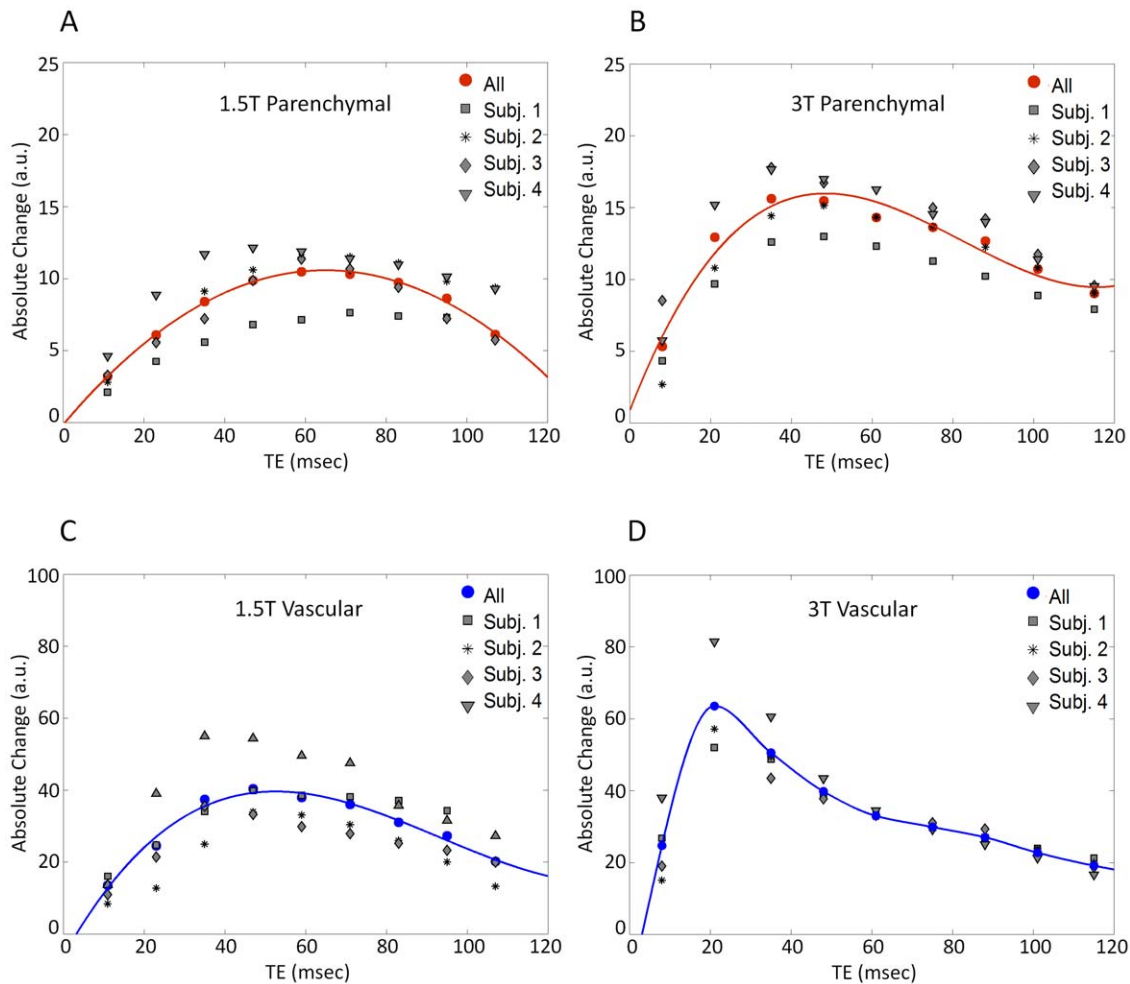 A
25
20
15
10
5
0
Absolute Change (a.u.)
1.5T Parenchymal
All
Subj. 1
Subj. 2
Subj. 3
Subj. 4
0 20 40 60 80 100 120
TE (msec)
B
25
20
15
10
5
0
Absolute Change (a.u.)
3T Parenchymal
All
Subj. 1
Subj. 2
Subj. 3
Subj. 4
0 20 40 60 80 100 120
TE (msec)
C
100
80
60
40
20
0
Absolute Change (a.u.)
1.5T Vascular
All
Subj. 1
Subj. 2
Subj. 3
Subj. 4
0 20 40 60 80 100 120
TE (msec)
D
100
80
60
40
20
0
Absolute Change (a.u.)
3T Vascular
All
Subj. 1
Subj. 2
Subj. 3
Subj. 4
0 20 40 60 80 100 120
TE (msec)